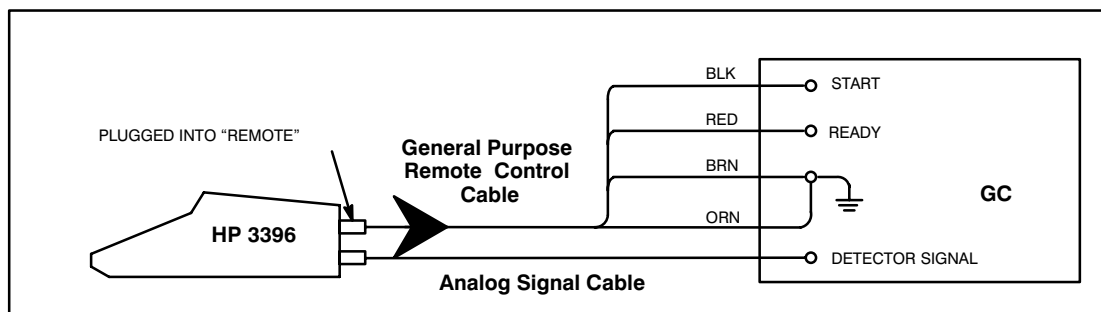 BLK
START
RED
READY
PLUGGED INTO “REMOTE”
General Purpose
Remote Control
Cable
BRN
GC
ORN
HP 3396
DETECTOR SIGNAL
Analog Signal Cable